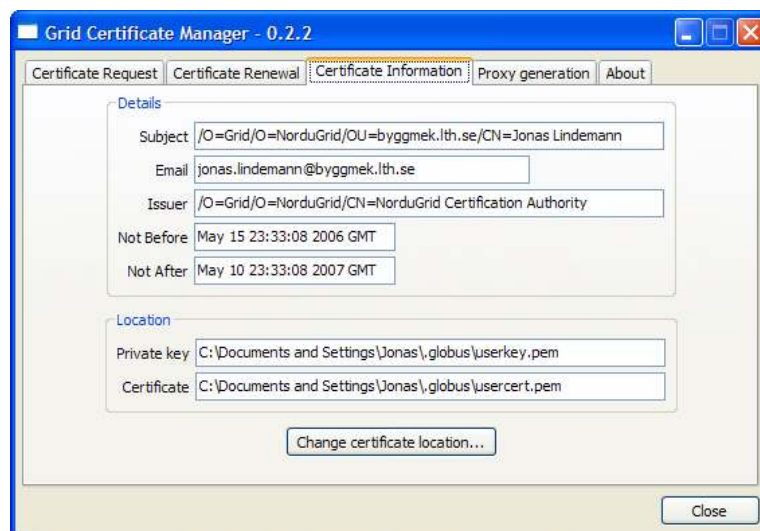 Grid Certificate Manager - 0.2.2
Certificate Request Certificate Renewal Certificate Information Proxy generation About
Details
Subject /O=Grid/O=NorduGrid/OU=byggmek.lth.se/CN=Jonas Lindemann
Email jonas.lindemann@byggmek.lth.se
Issuer /O=Grid/O=NorduGrid/CN=NorduGrid Certification Authority
Not Before May 15 23:33:08 2006 GMT
Not After May 10 23:33:08 2007 GMT
Location
Private key C:\Documents and Settings\Jonas\.globus\userkey.pem
Certificate C:\Documents and Settings\Jonas\.globus\usercert.pem
Change certificate location...
Close